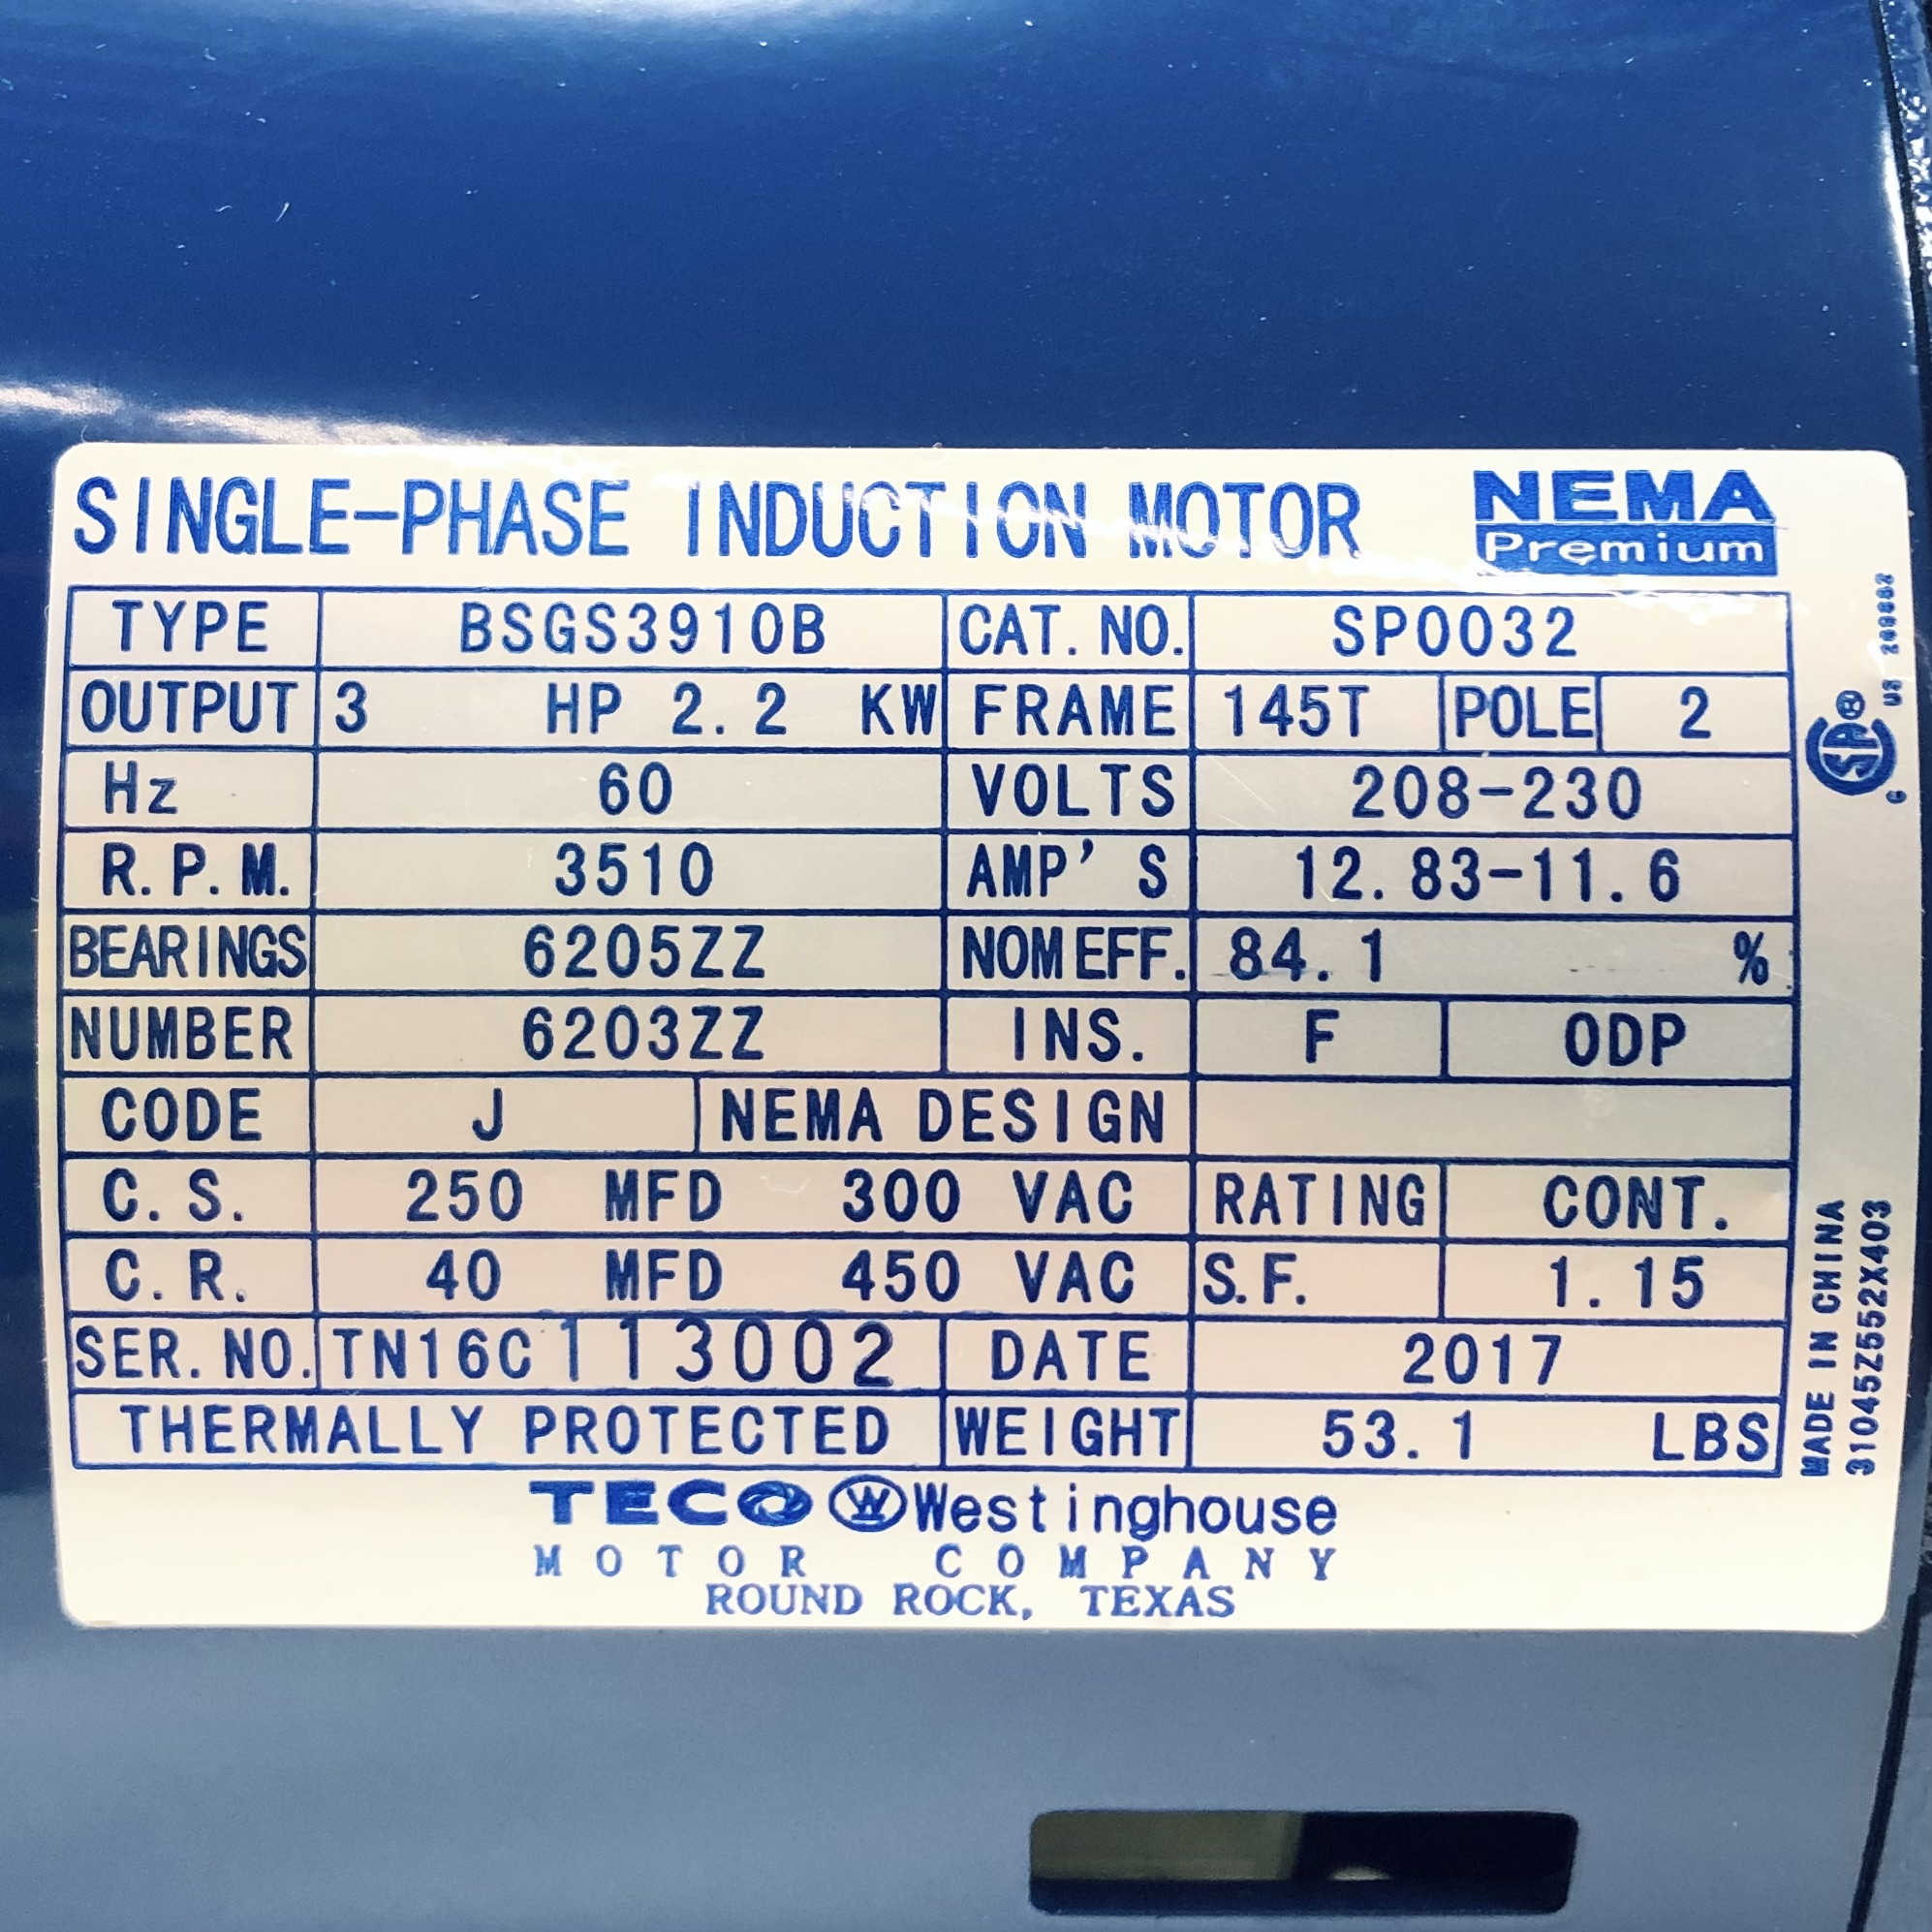 SINGLE-PHASE INDUCTION MOTOR NEMA Premium
TYPE BSGS3910B CAT. NO. SP0032
OUTPUT 3 HP 2.2 KW FRAME 145T POLE 2
Hz 60 VOLTS 208-230
R.P.M. 3510 AMP'S 12.83-11.6
BEARINGS 6205ZZ NOM EFF. 84.1 %
NUMBER 6203ZZ INS. F ODP
CODE J NEMA DESIGN
C.S. 250 MFD 300 VAC RATING CONT.
C.R. 40 MFD 450 VAC S.F. 1.15
SER. NO. TN16C113002 DATE 2017
THERMALLY PROTECTED WEIGHT 53.1 LBS
TECO W Westinghouse
MOTOR COMPANY
ROUND ROCK, TEXAS
C SP® US
MADE IN CHINA
31045Z552X403